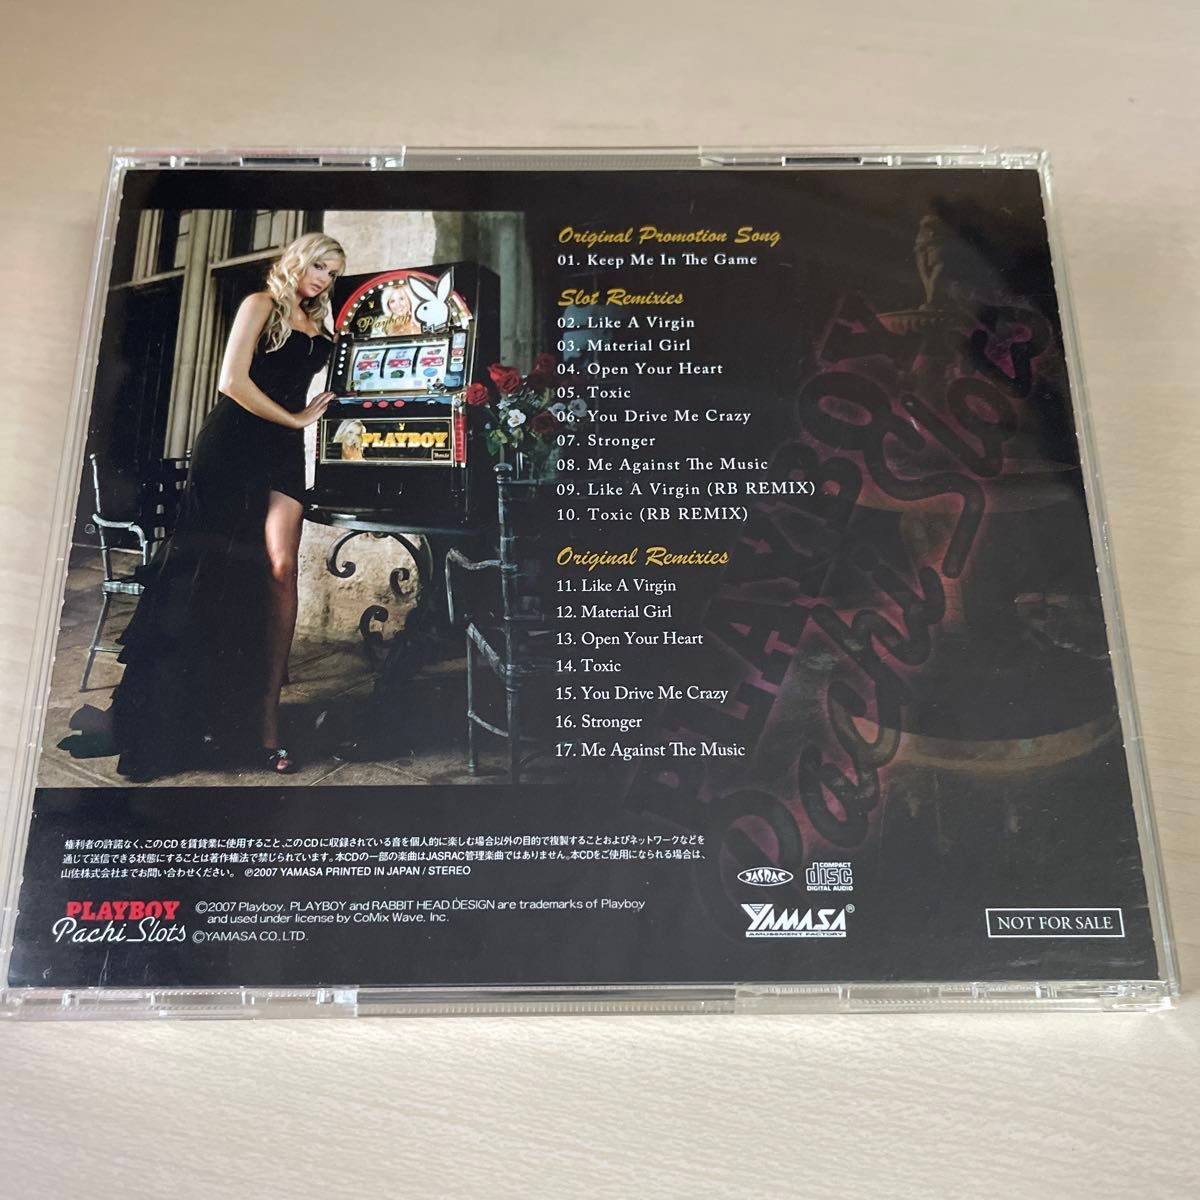 Original Promotion Song
01. Keep Me In The Game
Slot Remixies
02. Like A Virgin
03. Material Girl
04. Open Your Heart
05. Toxic
06. You Drive Me Crazy
07. Stronger
08. Me Against The Music
09. Like A Virgin (RB REMIX)
10. Toxic (RB REMIX)
Original Remixies
11. Like A Virgin
12. Material Girl
13. Open Your Heart
14. Toxic
15. You Drive Me Crazy
16. Stronger
17. Me Against The Music
Playboy
PLAYBOY
PLAYBOY
Pachi Slots
権利者の許諾なく、このCDを賃貸業に使用すること、このCDに収録されている音を個人的に楽しむ場合以外の目的で複製することおよびネットワークなどを
通じて送信できる状態にすることは著作権法で禁じられています。本CDの一部の楽曲はJASRAC管理楽曲ではありません。本CDをご使用になられる場合は、
山佐株式会社までお問い合わせください。 ℗2007 YAMASA PRINTED IN JAPAN / STEREO
JASRAC
COMPACT
disc
DIGITAL AUDIO
PLAYBOY
Pachi Slots
©2007 Playboy. PLAYBOY and RABBIT HEAD DESIGN are trademarks of Playboy
and used under license by CoMix Wave, Inc.
©YAMASA CO.,LTD.
YAMASA®
AMUSEMENT FACTORY
NOT FOR SALE